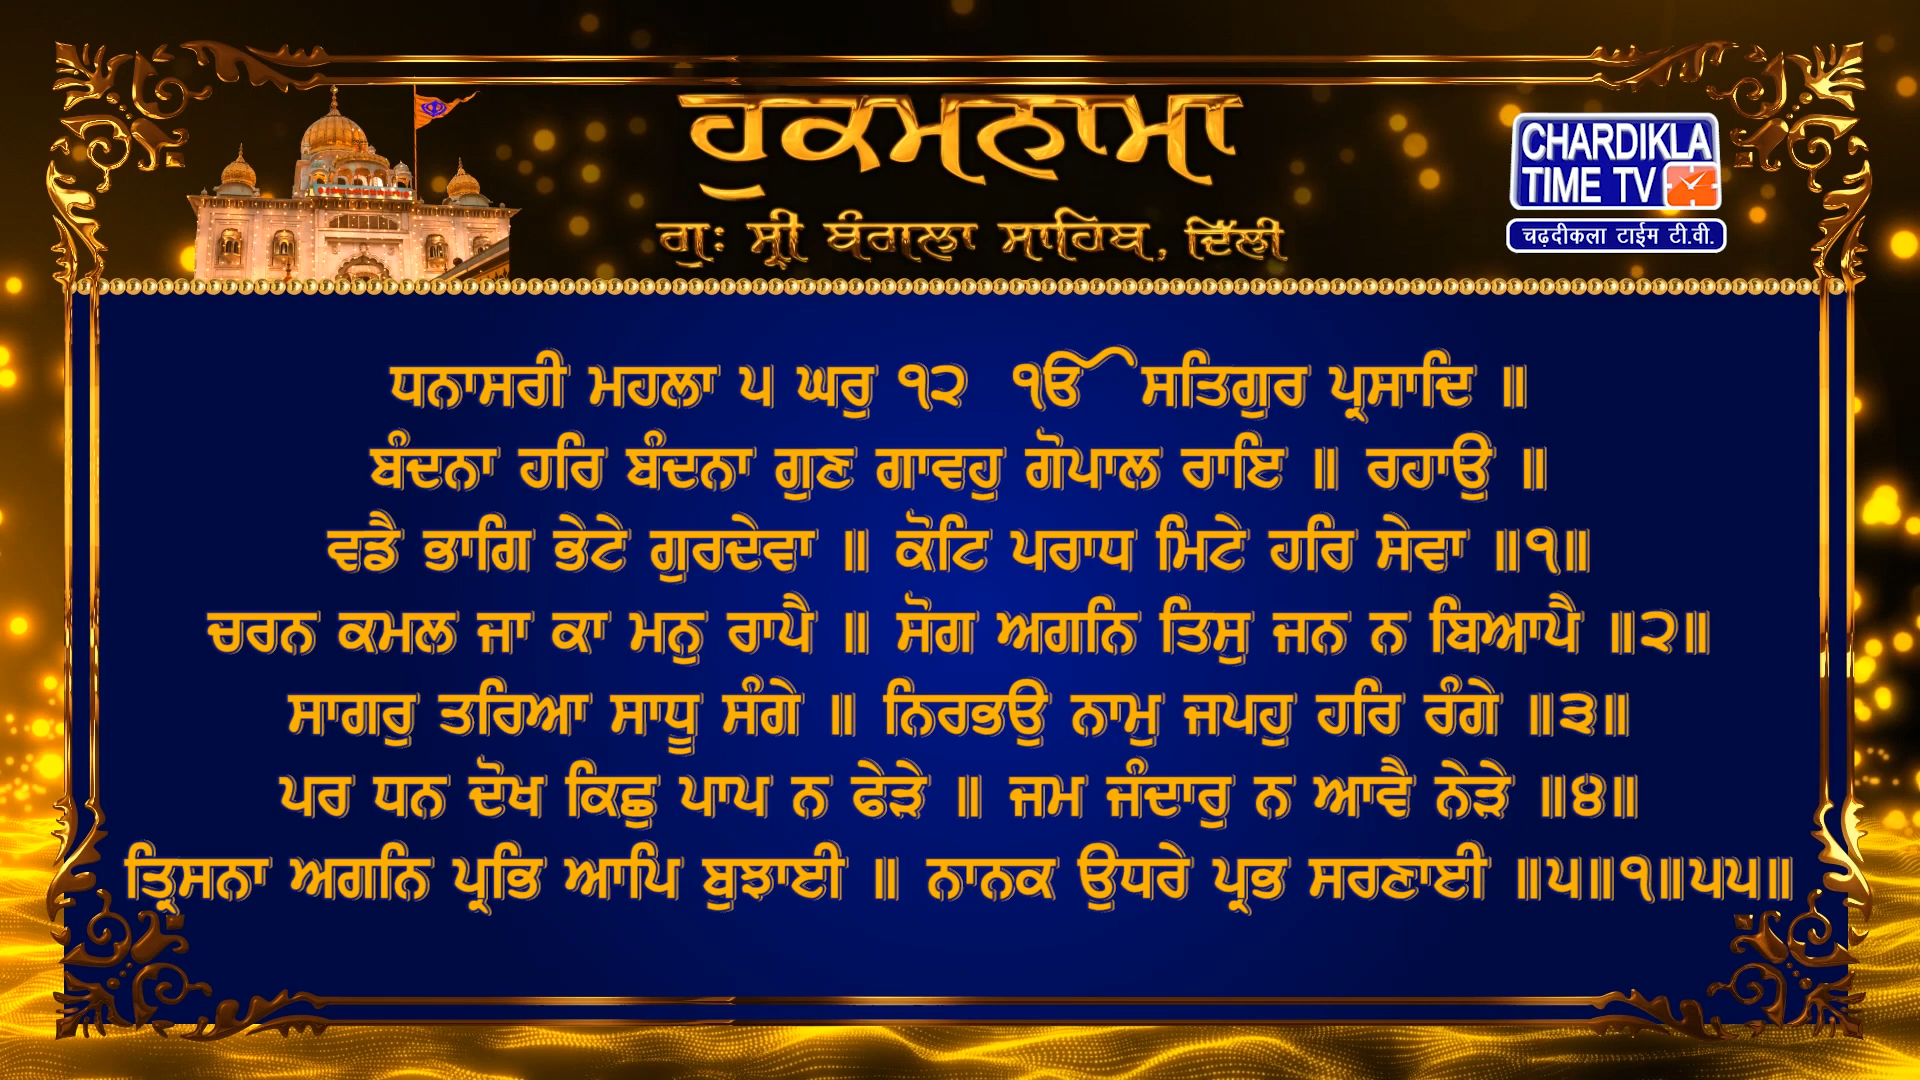 ਹੁਕਮਨਾਮਾ
ਗੁਃ ਸ੍ਰੀ ਬੰਗਲਾ ਸਾਹਿਬ, ਦਿੱਲੀ
CHARDIKLA
TIME TV
चढ़दीकला टाईम टी.वी.
ਧਨਾਸਰੀ ਮਹਲਾ ੫ ਘਰੁ ੧੨ ੴ ਸਤਿਗੁਰ ਪ੍ਰਸਾਦਿ ॥
ਬੰਦਨਾ ਹਰਿ ਬੰਦਨਾ ਗੁਣ ਗਾਵਹੁ ਗੋਪਾਲ ਰਾਇ ॥ ਰਹਾਉ ॥
ਵਡੈ ਭਾਗਿ ਭੇਟੇ ਗੁਰਦੇਵਾ ॥ ਕੋਟਿ ਪਰਾਧ ਮਿਟੇ ਹਰਿ ਸੇਵਾ ॥੧॥
ਚਰਨ ਕਮਲ ਜਾ ਕਾ ਮਨੁ ਰਾਪੈ ॥ ਸੋਗ ਅਗਨਿ ਤਿਸੁ ਜਨ ਨ ਬਿਆਪੈ ॥੨॥
ਸਾਗਰੁ ਤਰਿਆ ਸਾਧੂ ਸੰਗੇ ॥ ਨਿਰਭਉ ਨਾਮੁ ਜਪਹੁ ਹਰਿ ਰੰਗੇ ॥੩॥
ਪਰ ਧਨ ਦੋਖ ਕਿਛੁ ਪਾਪ ਨ ਫੇੜੇ ॥ ਜਮ ਜੰਦਾਰੁ ਨ ਆਵੈ ਨੇੜੇ ॥੪॥
ਤ੍ਰਿਸਨਾ ਅਗਨਿ ਪ੍ਰਭਿ ਆਪਿ ਬੁਝਾਈ ॥ ਨਾਨਕ ਉਧਰੇ ਪ੍ਰਭ ਸਰਣਾਈ ॥੫॥੧॥੫੫॥